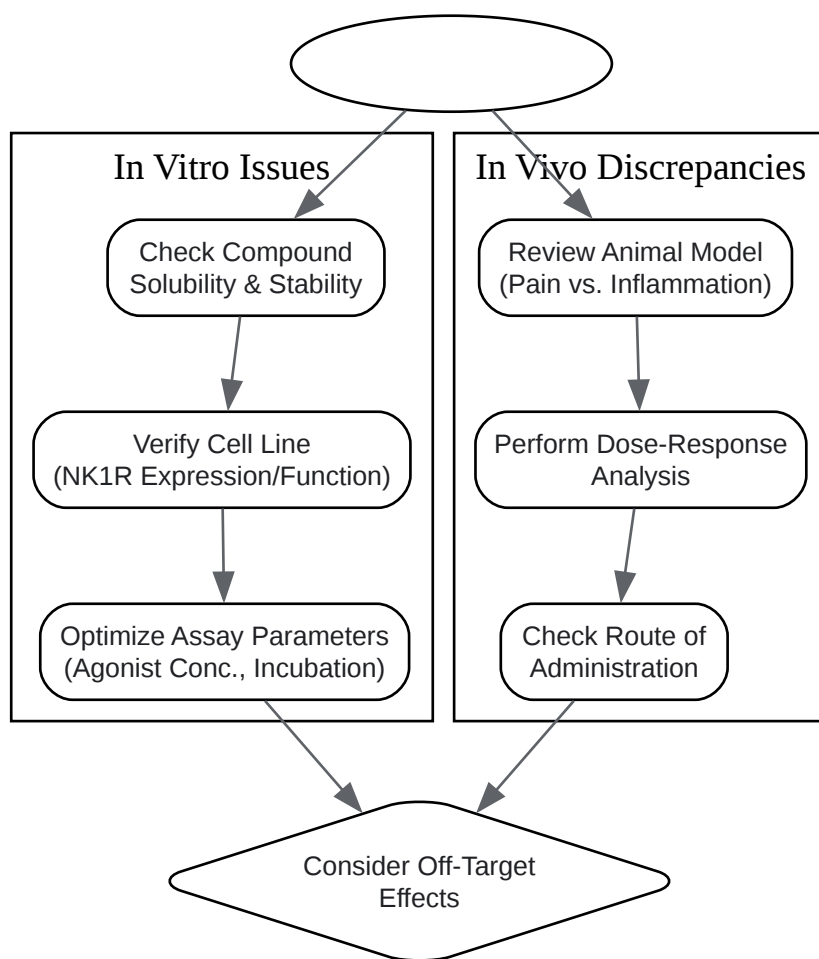 In Vitro Issues
Check Compound
Solubility & Stability
Verify Cell Line
(NK1R Expression/Function)
Optimize Assay Parameters
(Agonist Conc., Incubation)
In Vivo Discrepancies
Review Animal Model
(Pain vs. Inflammation)
Perform Dose-Response
Analysis
Check Route of
Administration
Consider Off-Target
Effects